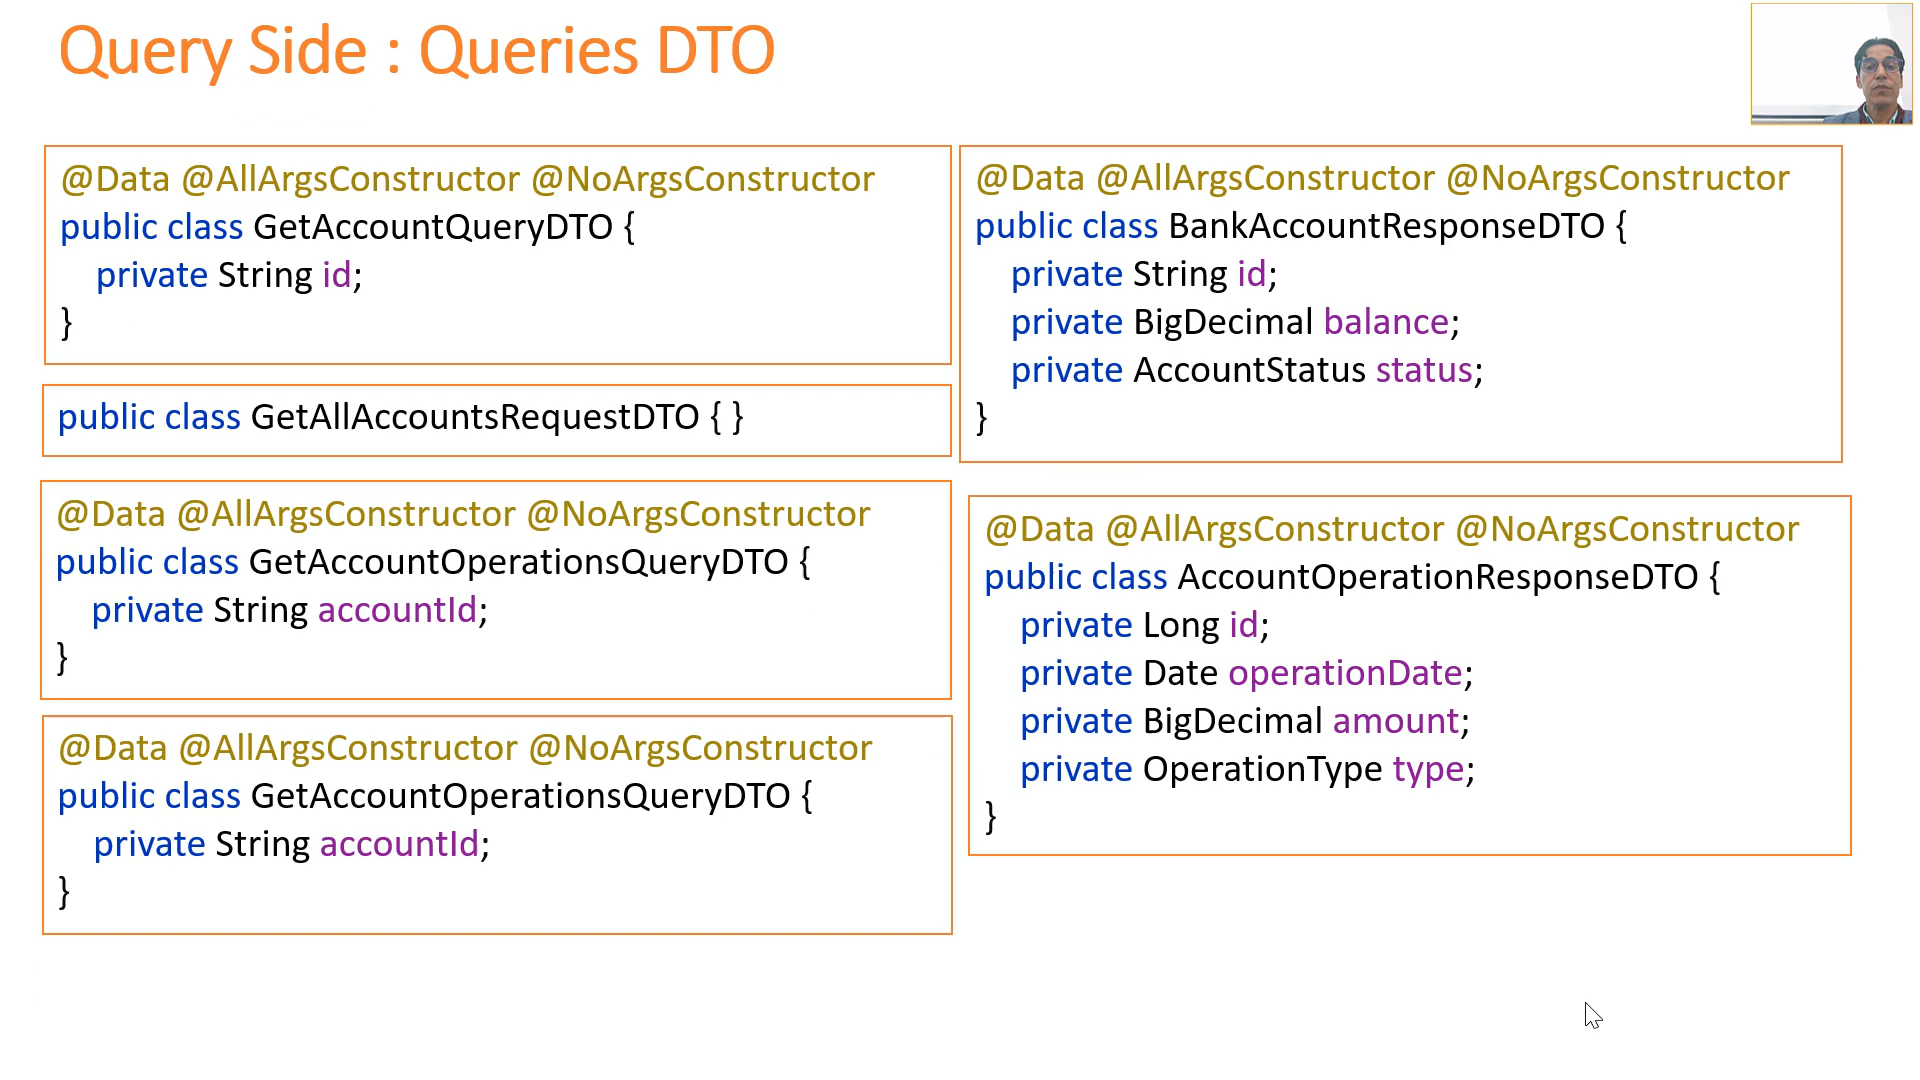 Query Side : Queries DTO
@Data @AllArgsConstructor @NoArgsConstructor
public class GetAccountQueryDTO {
private String id;
}
public class GetAllAccountsRequestDTO { }
@Data @AllArgsConstructor @NoArgsConstructor
public class GetAccountOperationsQueryDTO {
private String accountId;
}
@Data @AllArgsConstructor @NoArgsConstructor
public class GetAccountOperationsQueryDTO {
private String accountId;
}
@Data @AllArgsConstructor @NoArgsConstructor
public class BankAccountResponseDTO {
private String id;
private BigDecimal balance;
private AccountStatus status;
}
@Data @AllArgsConstructor @NoArgsConstructor
public class AccountOperationResponseDTO {
private Long id;
private Date operationDate;
private BigDecimal amount;
private OperationType type;
}